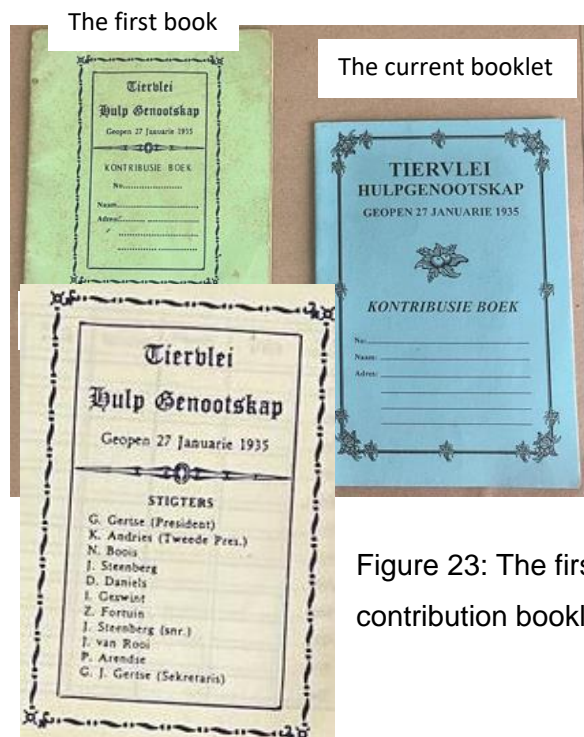 The first book
Tiervlei
Hulp Genootskap
Geopen 27 Januarie 1935
KONTRIBUSIE BOEK
No.
Naam
Adres:
The current booklet
TIERVLEI
HULPGENOOTSKAP
GEOPEN 27 JANUARIE 1935
KONTRIBUSIE BOEK
No:
Naam:
Adres:
Tiervlei
Hulp Genootskap
Geopen 27 Januarie 1935
STIGTERS
G. Gertse (President)
K. Andries (Tweede Pres.)
N.Boois
J. Steenberg
D. Daniels
I. Gexwint
Z. Fortuin
J. Steenberg (snr.)
J. van Rooi
P. Arendse
G. J. Gertse (Sekretaris)
Figure 23: The firs
contribution bookl